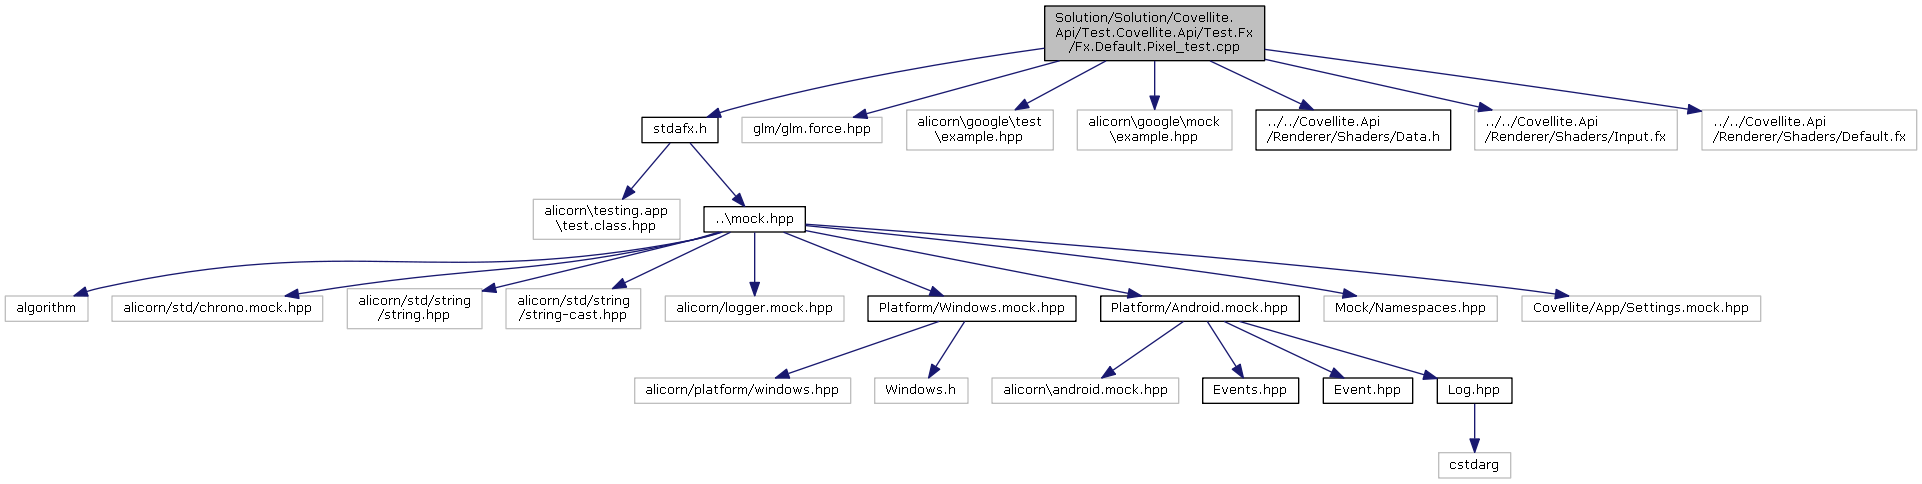 Solution/Solution/Covellite.
Api/Test.Covellite.Api/Test.Fx
/Fx.Default.Pixel_test.cpp
stdafx.h
glm/glm.force.hpp
alicorn\google\test
\example.hpp
alicorn\google\mock
\example.hpp
../../Covellite.Api
/Renderer/Shaders/Data.h
../../Covellite.Api
/Renderer/Shaders/Input.fx
../../Covellite.Api
/Renderer/Shaders/Default.fx
alicorn\testing.app
\test.class.hpp
..\mock.hpp
algorithm
alicorn/std/chrono.mock.hpp
alicorn/std/string
/string.hpp
alicorn/std/string
/string-cast.hpp
alicorn/logger.mock.hpp
Platform/Windows.mock.hpp
Platform/Android.mock.hpp
Mock/Namespaces.hpp
Covellite/App/Settings.mock.hpp
alicorn/platform/windows.hpp
Windows.h
alicorn\android.mock.hpp
Events.hpp
Event.hpp
Log.hpp
cstdarg